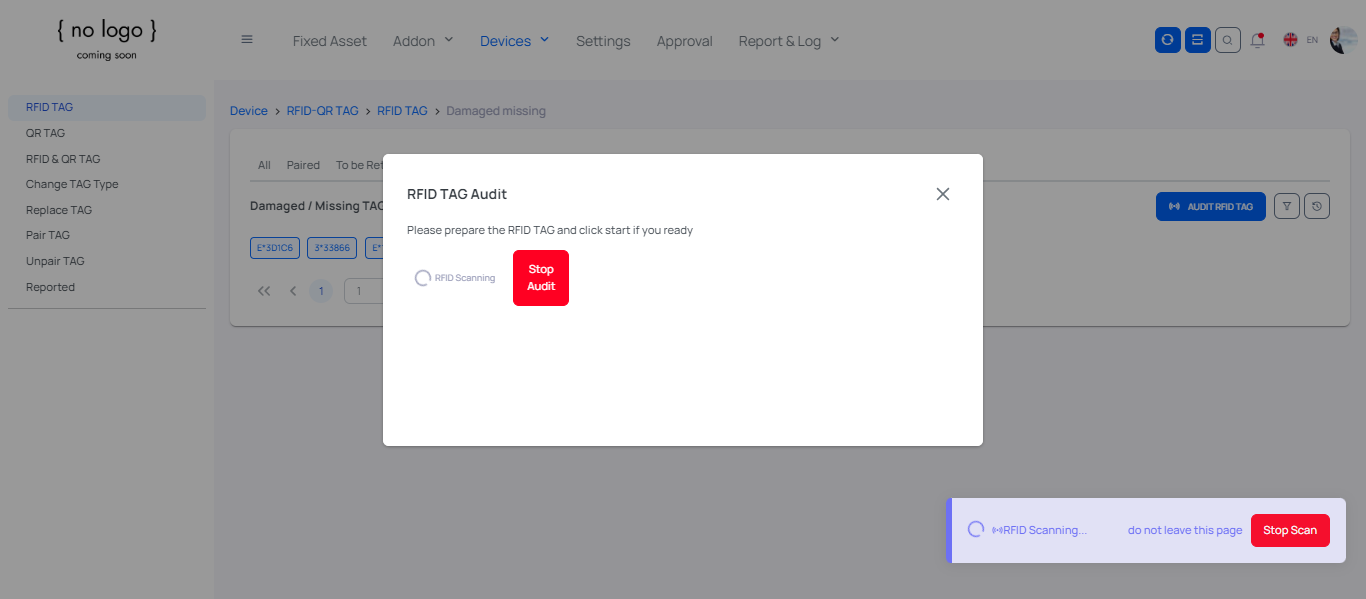 { no logo }
coming soon
Fixed Asset Addon Devices Settings Approval Report & Log
EN
RFID TAG
QR TAG
RFID & QR TAG
Change TAG Type
Replace TAG
Pair TAG
Unpair TAG
Reported
Device > RFID-QR TAG > RFID TAG > Damaged missing
All Paired To be Ref
Damaged / Missing TAG
AUDIT RFID TAG
E*3D1C6 3*33866 E*
1 1
RFID TAG Audit
Please prepare the RFID TAG and click start if you ready
RFID Scanning
Stop
Audit
RFID Scanning... do not leave this page Stop Scan